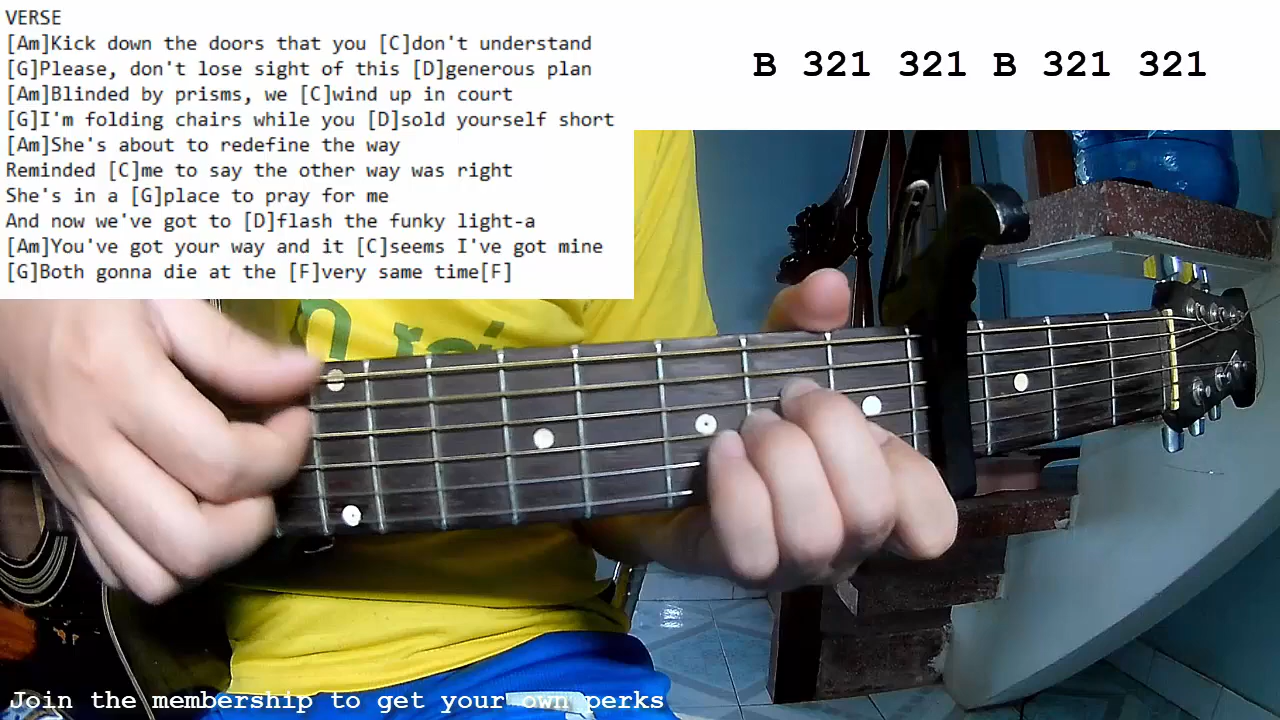 VERSE
[Am]Kick down the doors that you [C]don't understand
[G]Please, don't lose sight of this [D]generous plan
[Am]Blinded by prisms, we [C]wind up in court
[G]I'm folding chairs while you [D]sold yourself short
[Am]She's about to redefine the way
Reminded [C]me to say the other way was right
She's in a [G]place to pray for me
And now we've got to [D]flash the funky light-a
[Am]You've got your way and it [C]seems I've got mine
[G]Both gonna die at the [F]very same time[F]
B 321 321 B 321 321
Join the membership to get your own perks